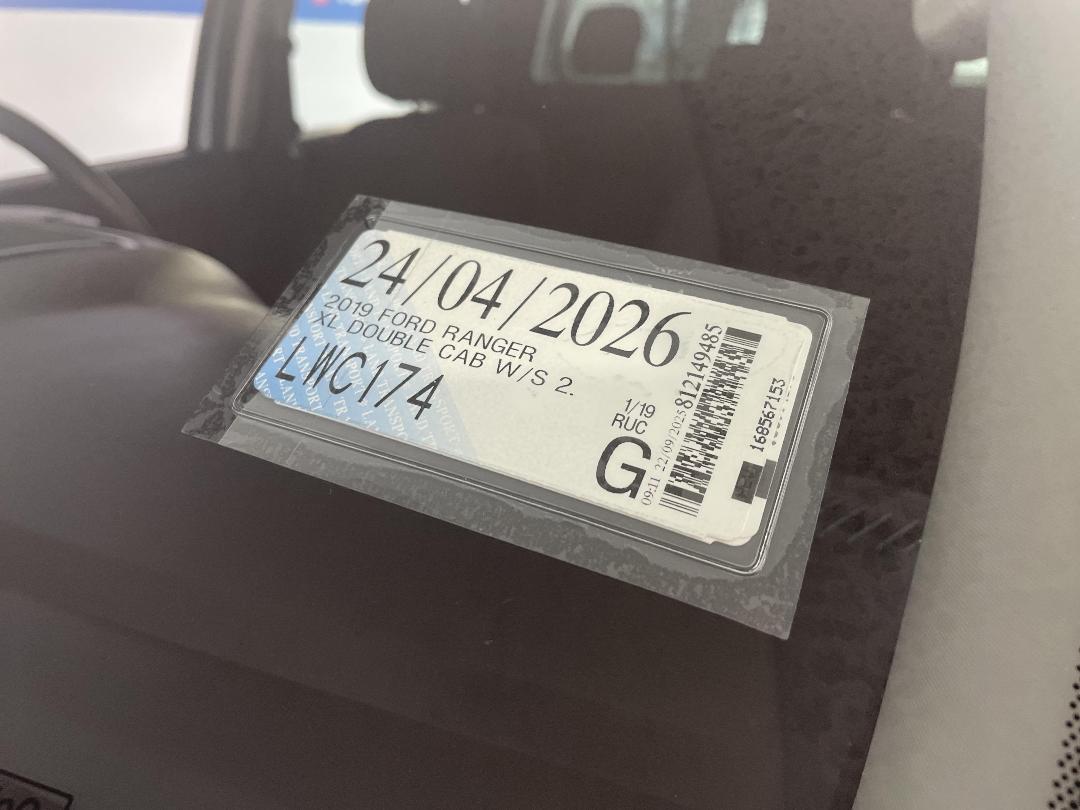 24/04/2026
2019 FORD RANGER
XL DOUBLE CAB W/S 2.
LWC174
1/19
RUC
G
09:11 22/09/2025 812149485
168567153